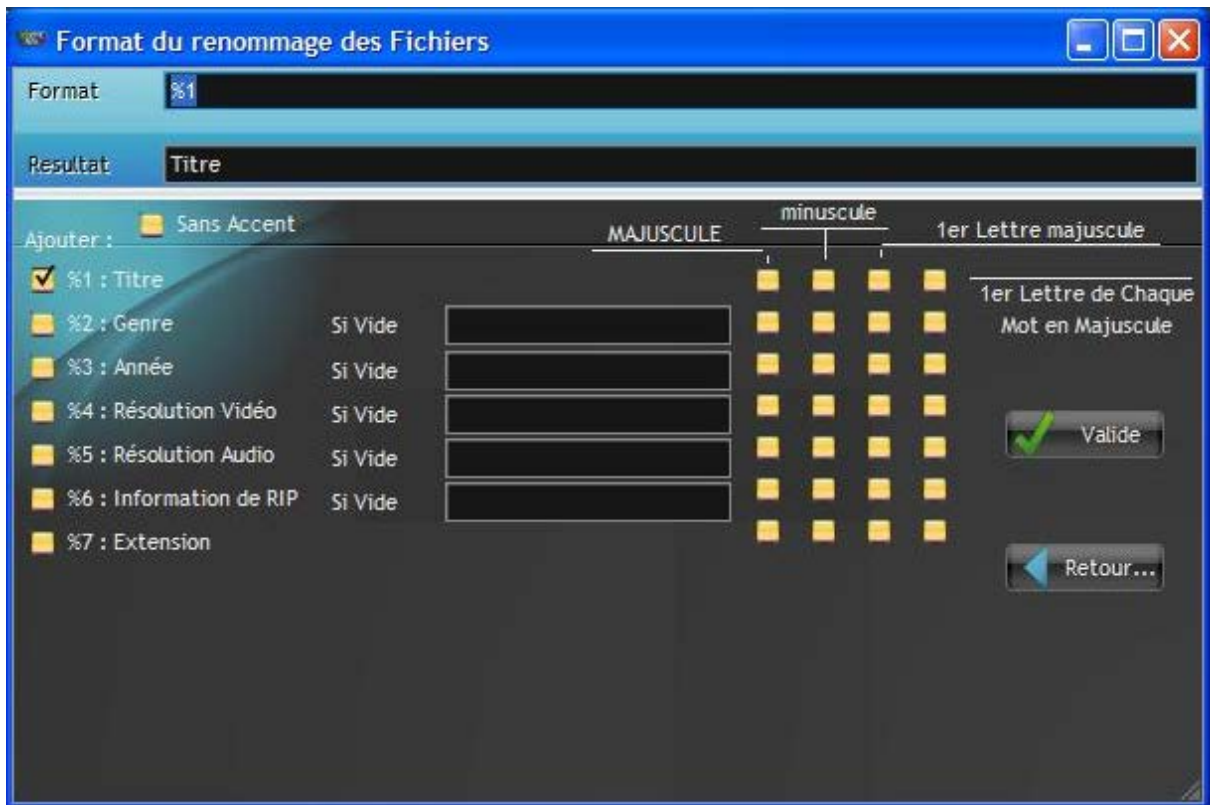 Format du renommage des Fichiers
Format %1
Resultat Titre
Ajouter : Sans Accent
MAJUSCULE
minuscule
1er Lettre majuscule
1er Lettre de Chaque
Mot en Majuscule
%1 : Titre
%2 : Genre Si Vide
%3 : Année Si Vide
%4 : Résolution Vidéo Si Vide
%5 : Résolution Audio Si Vide
%6 : Information de RIP Si Vide
%7 : Extension
Valide
Retour...